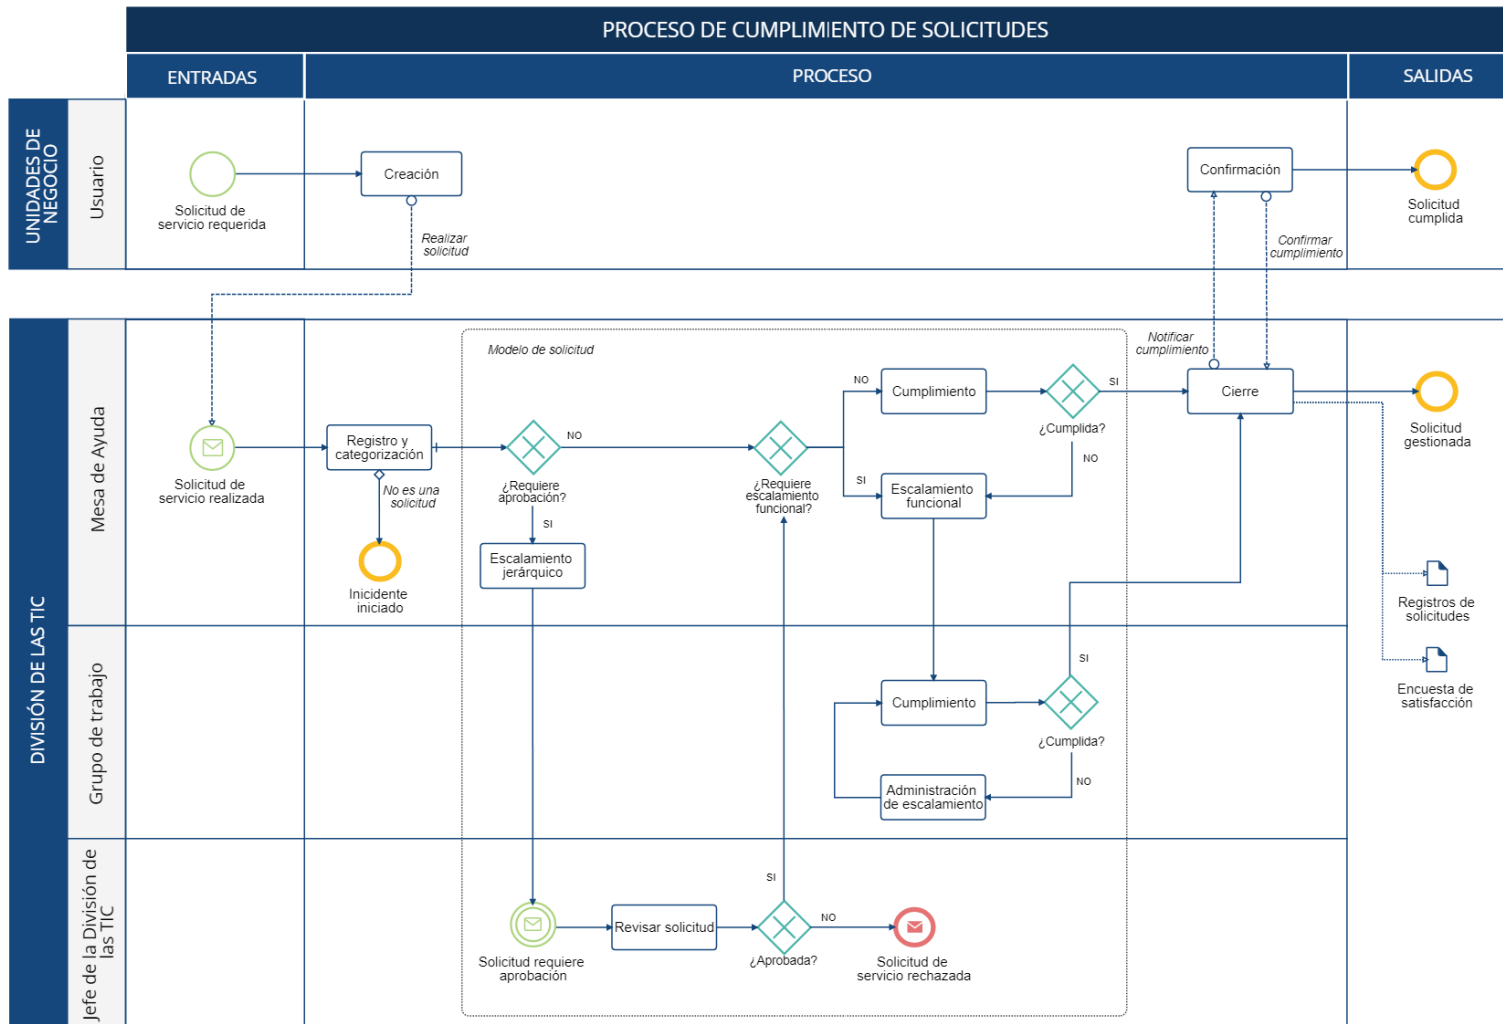 PROCESO DE CUMPLIMIENTO DE SOLICITUDES
ENTRADAS
PROCESO
SALIDAS
UNIDADES DE
NEGOCIO
Usuario
Solicitud de
servicio requerida
Creación
Realizar
solicitud
Confirmación
Confirmar
cumplimiento
Solicitud
cumplida
DIVISIÓN DE LAS TIC
Mesa de Ayuda
Solicitud de
servicio realizada
Registro y
categorización
No es una
solicitud
Inicidente
iniciado
Modelo de solicitud
¿Requiere
aprobación?
NO
SI
Escalamiento
jerárquico
¿Requiere
escalamiento
funcional?
NO
SI
Cumplimiento
Escalamiento
funcional
¿Cumplida?
SI
NO
Notificar
cumplimiento
Cierre
Solicitud
gestionada
Registros de
solicitudes
Encuesta de
satisfacción
Grupo de trabajo
Cumplimiento
SI
¿Cumplida?
NO
Administración
de escalamiento
Jefe de la División de
las TIC
Solicitud requiere
aprobación
Revisar solicitud
SI
¿Aprobada?
NO
Solicitud de
servicio rechazada